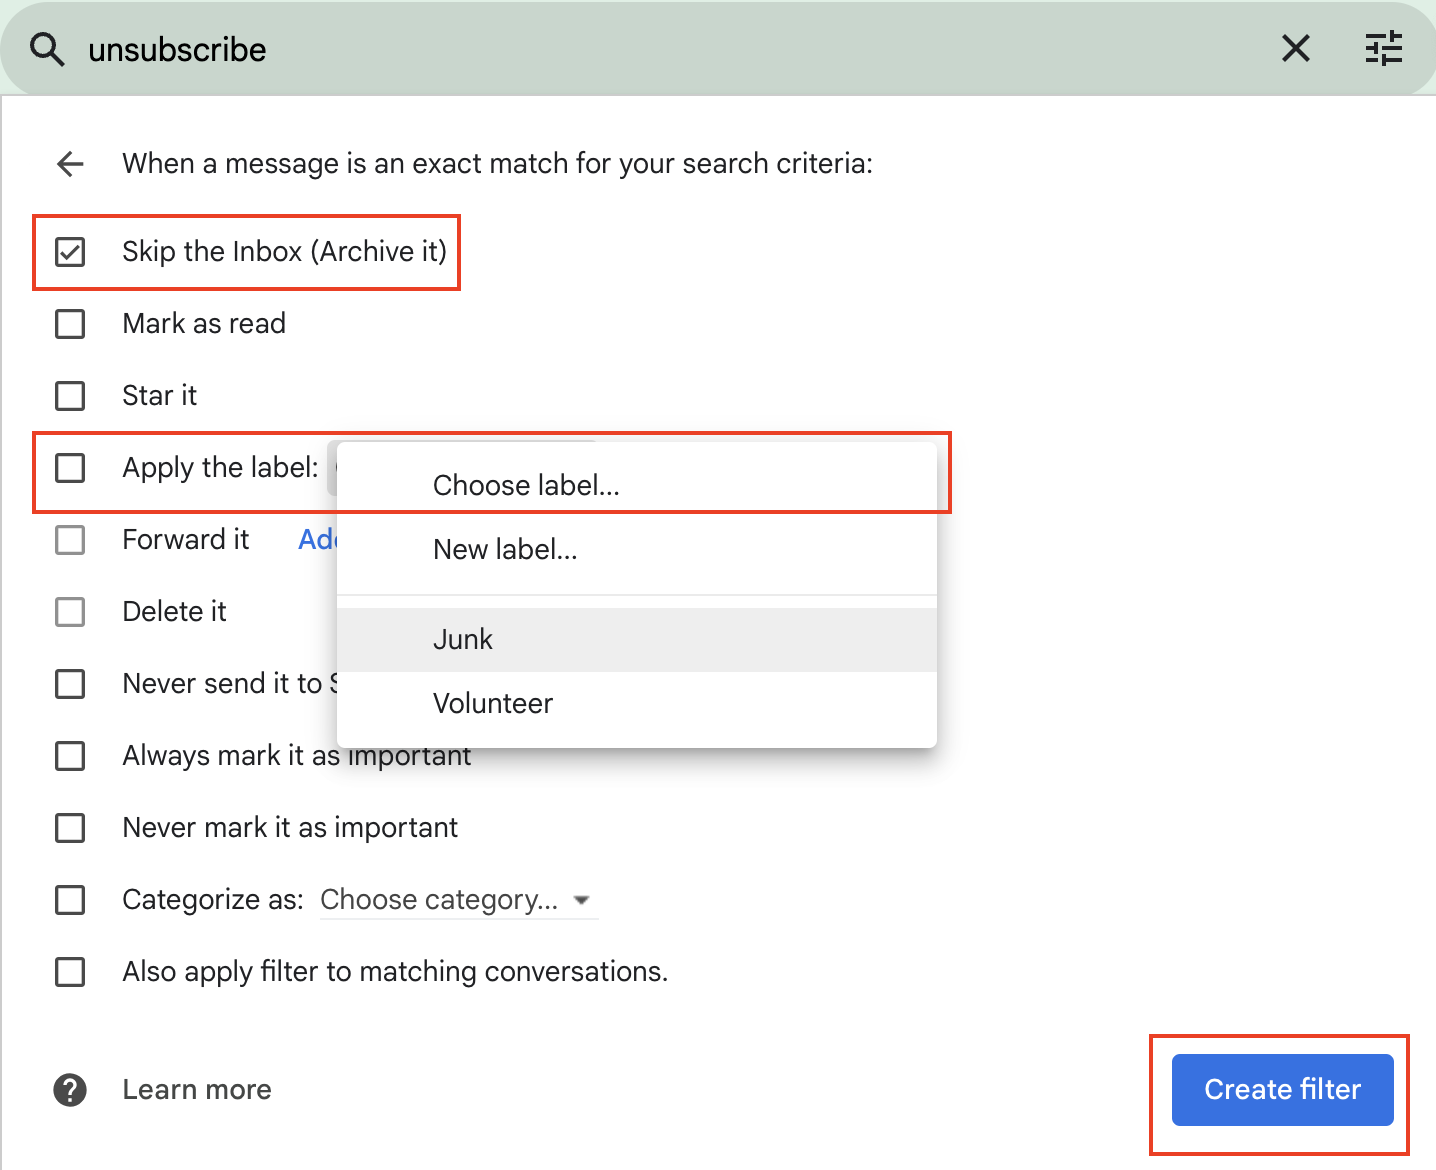 unsubscribe
When a message is an exact match for your search criteria:
Skip the Inbox (Archive it)
Mark as read
Star it
Apply the label:
Choose label...
Forward it
New label...
Delete it
Junk
Never send it to
Volunteer
Always mark it as important
Never mark it as important
Categorize as: Choose category...
Also apply filter to matching conversations.
Learn more
Create filter